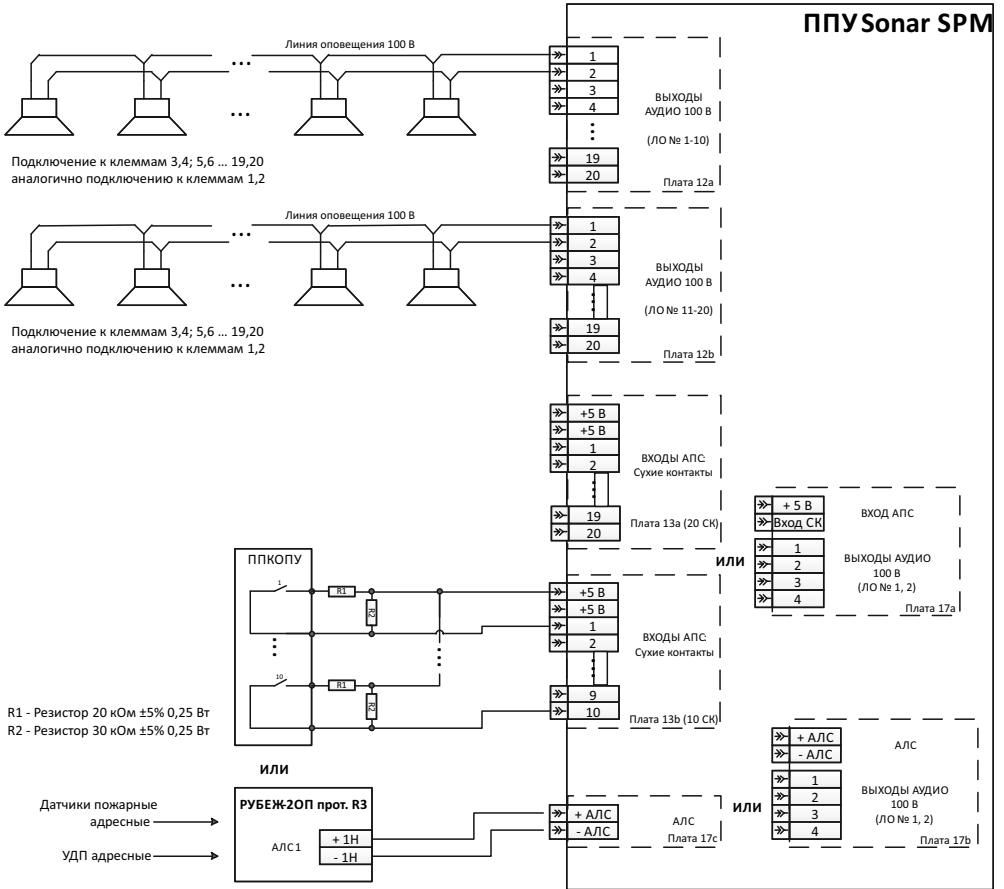 ППУ Sonar SPM
Линия оповещения 100 В
...
...
1
2
3
4
19
20
ВЫХОДЫ
АУДИО 100 В
(ЛО № 1-10)
Плата 12a
Подключение к клеммам 3,4; 5,6 ... 19,20
аналогично подключению к клеммам 1,2
Линия оповещения 100 В
...
...
1
2
3
4
19
20
ВЫХОДЫ
АУДИО 100 В
(ЛО № 11-20)
Плата 12b
Подключение к клеммам 3,4; 5,6 ... 19,20
аналогично подключению к клеммам 1,2
+5 В
+5 В
1
2
19
20
ВХОДЫ АПС:
Сухие контакты
Плата 13a (20 СК)
ИЛИ
+ 5 В
Вход СК
1
2
3
4
ВХОД АПС
ВЫХОДЫ АУДИО
100 В
(ЛО № 1, 2)
Плата 17a
ППКОПУ
1
R1
R2
10
R1
R2
+5 В
+5 В
1
2
9
10
ВХОДЫ АПС:
Сухие контакты
Плата 13b (10 СК)
R1 - Резистор 20 кОм ±5% 0,25 Вт
R2 - Резистор 30 кОм ±5% 0,25 Вт
ИЛИ
Датчики пожарные
адресные
УДП адресные
РУБЕЖ-2ОП прот. R3
АЛС 1
+ 1Н
- 1Н
+ АЛС
- АЛС
АЛС
Плата 17c
ИЛИ
+ АЛС
- АЛС
1
2
3
4
АЛС
ВЫХОДЫ АУДИО
100 В
(ЛО № 1, 2)
Плата 17b